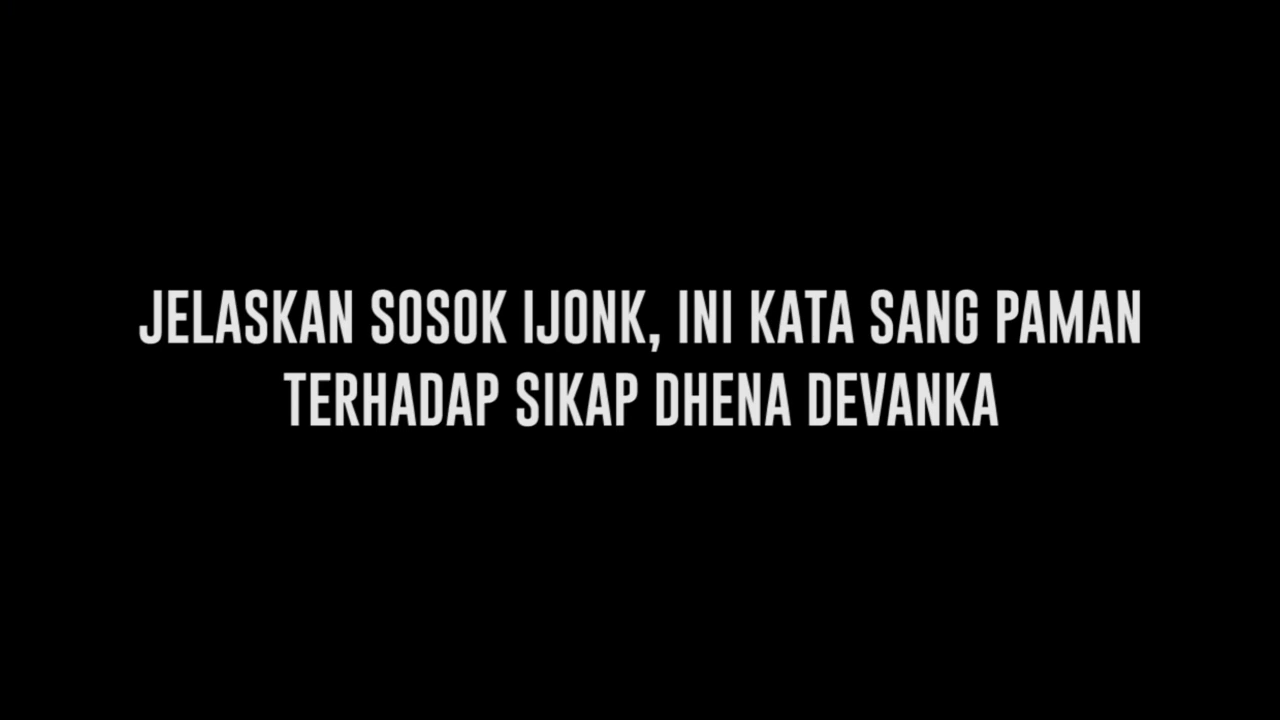 JELASKAN SOSOK IJONK, INI KATA SANG PAMAN
TERHADAP SIKAP DHENA DEVANKA